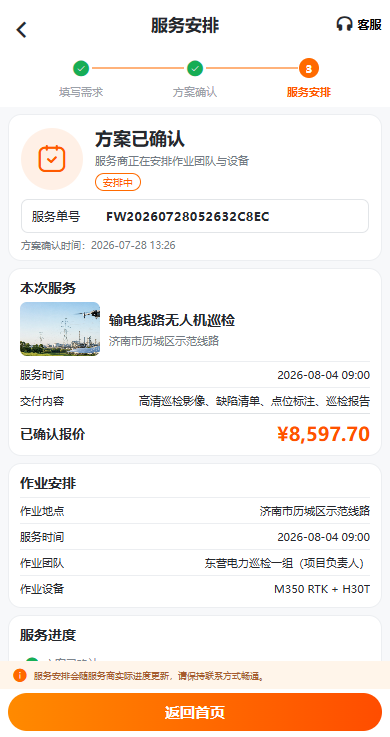 服务安排
客服
3
填写需求
方案确认
服务安排
方案已确认
服务商正在安排作业团队与设备
安排中
服务单号 FW20260728052632C8EC
方案确认时间：2026-07-28 13:26
本次服务
输电线路无人机巡检
济南市历城区示范线路
服务时间 2026-08-04 09:00
交付内容 高清巡检影像、缺陷清单、点位标注、巡检报告
已确认报价 ¥8,597.70
作业安排
作业地点 济南市历城区示范线路
服务时间 2026-08-04 09:00
作业团队 东营电力巡检一组（项目负责人）
作业设备 M350 RTK + H30T
服务进度
服务安排会随服务商实际进度更新，请保持联系方式畅通。
返回首页